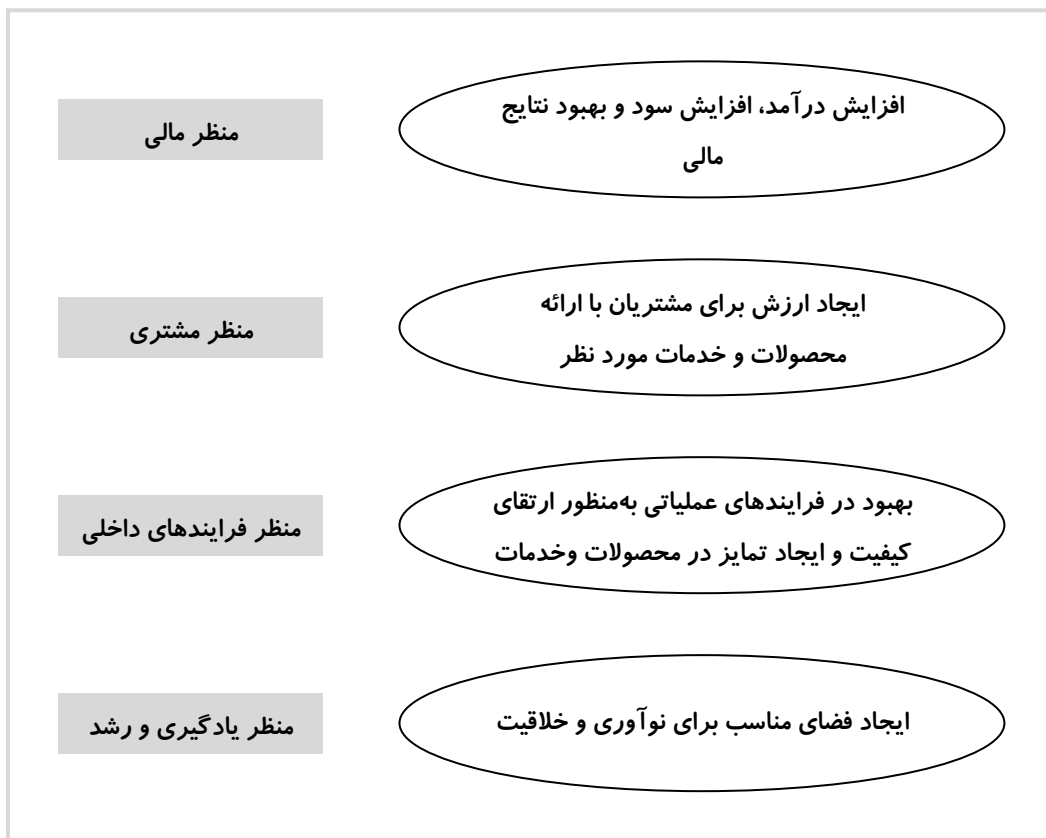 افزایش درآمد، افزایش سود و بهبود نتایج
مالی
منظر مالی
ایجاد ارزش برای مشتریان با ارائه
محصولات و خدمات مورد نظر
منظر مشتری
بهبود در فرایندهای عملیاتی به‌منظور ارتقای
کیفیت و ایجاد تمایز در محصولات وخدمات
منظر فرایندهای داخلی
ایجاد فضای مناسب برای نوآوری و خلاقیت
منظر یادگیری و رشد